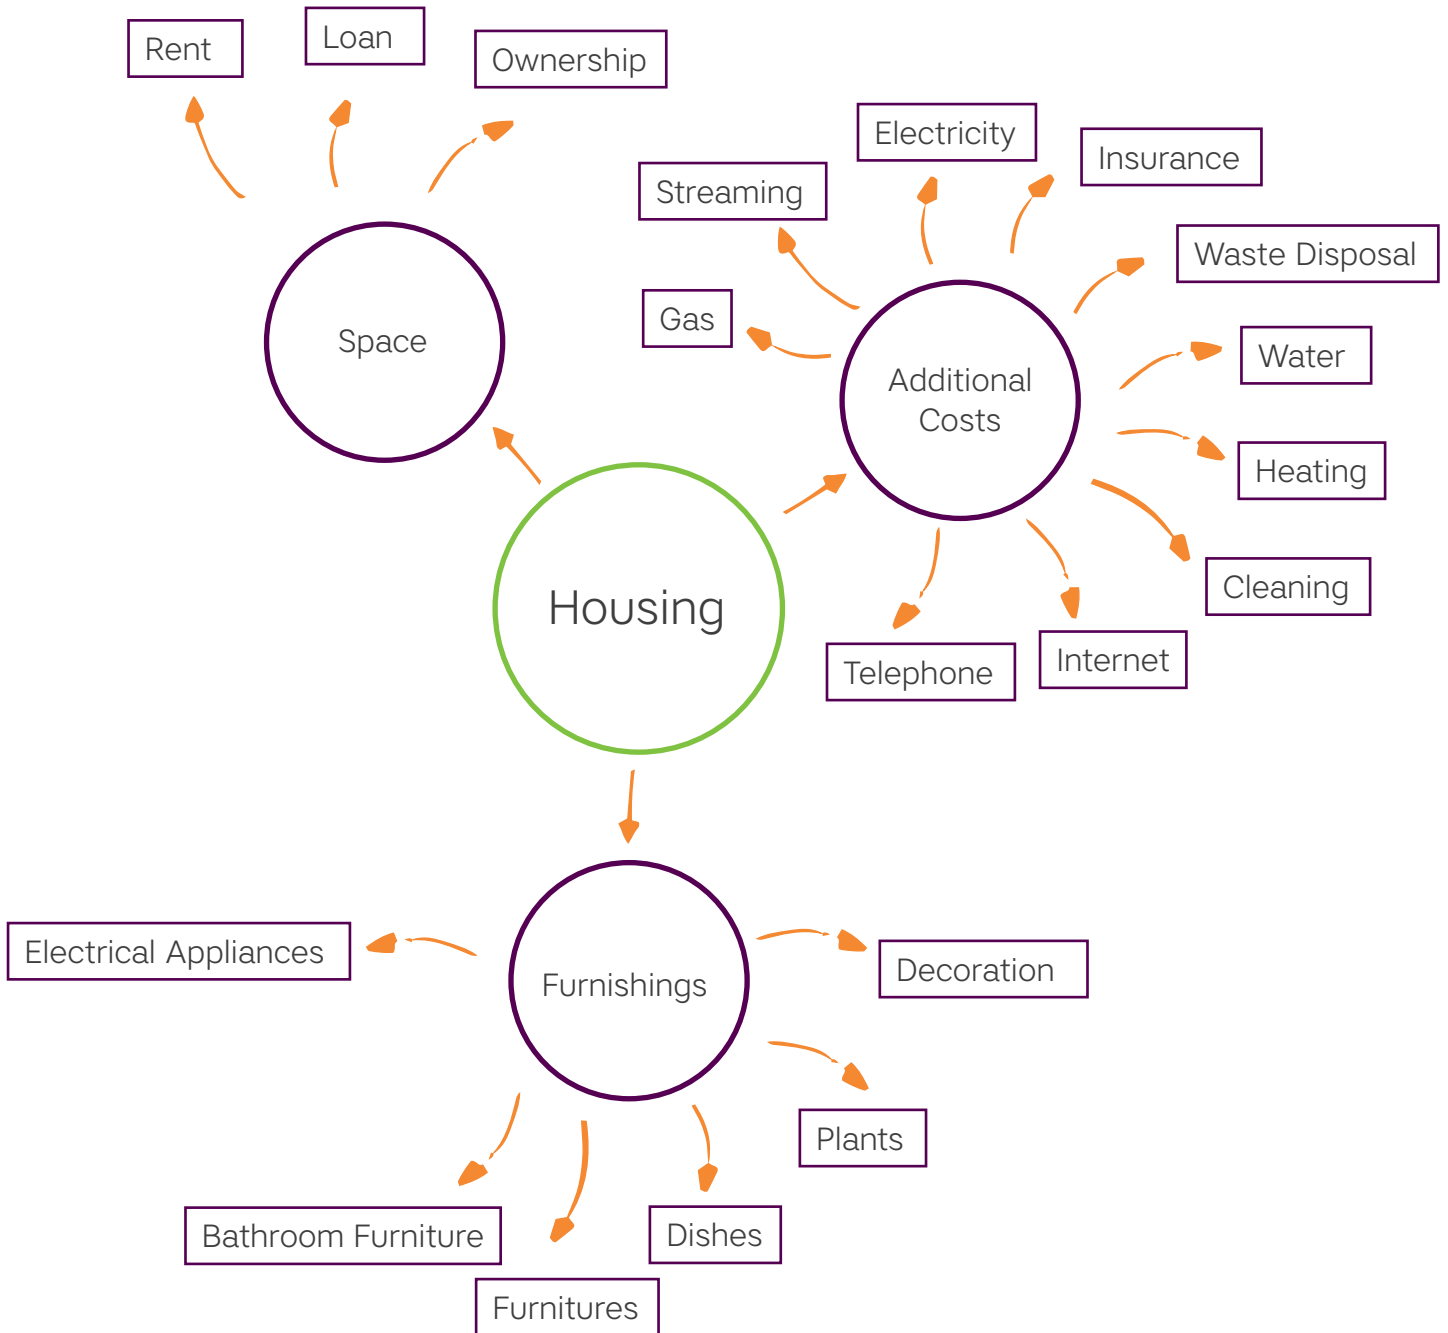 Rent
Loan
Ownership
Space
Electricity
Insurance
Streaming
Waste Disposal
Gas
Water
Additional
Costs
Heating
Cleaning
Internet
Telephone
Housing
Electrical Appliances
Furnishings
Decoration
Plants
Bathroom Furniture
Dishes
Furnitures